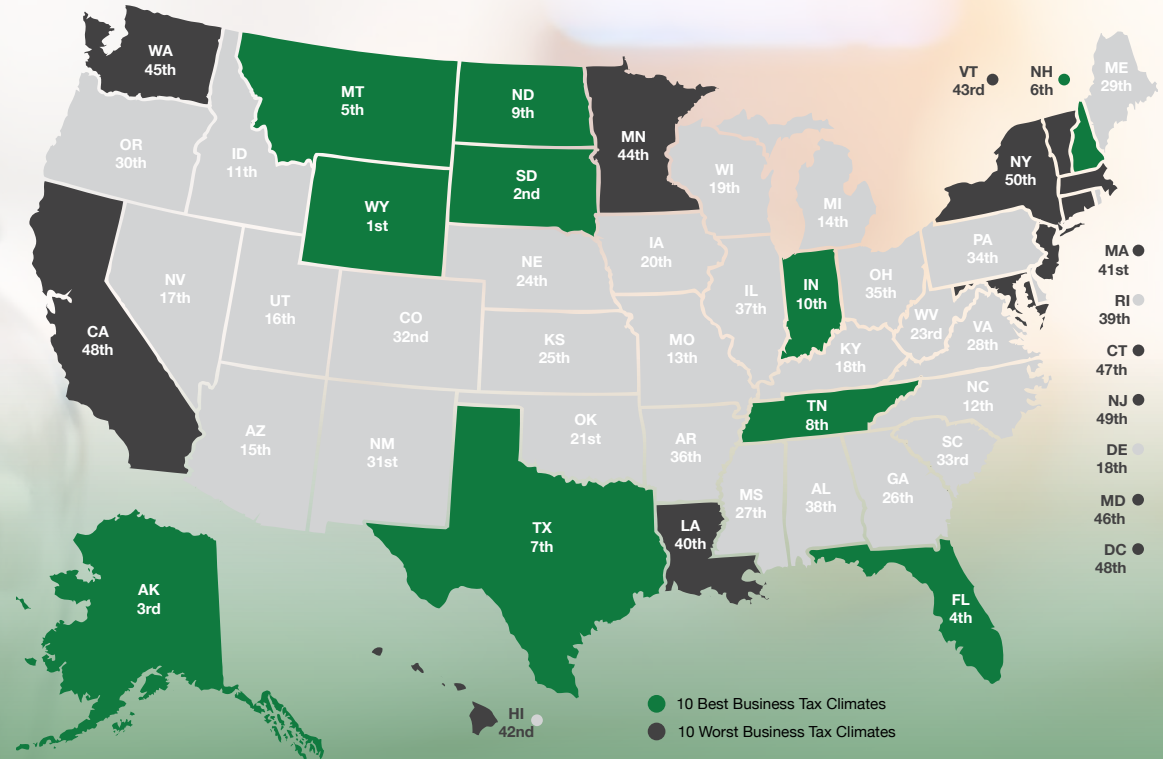 WA
45th
MT
5th
ND
9th
MN
44th
VT
43rd
NH
6th
ME
29th
OR
30th
ID
11th
WY
1st
SD
2nd
WI
19th
MI
14th
NY
50th
NV
17th
UT
16th
CO
32nd
NE
24th
IA
20th
IL
37th
IN
10th
OH
35th
PA
34th
MA
41st
RI
39th
CT
47th
NJ
49th
DE
18th
MD
46th
DC
48th
CA
48th
KS
25th
MO
13th
KY
18th
WV
23rd
VA
28th
AZ
15th
NM
31st
OK
21st
AR
36th
TN
8th
NC
12th
SC
33rd
TX
7th
LA
40th
MS
27th
AL
38th
GA
26th
FL
4th
AK
3rd
HI
42nd
10 Best Business Tax Climates
10 Worst Business Tax Climates